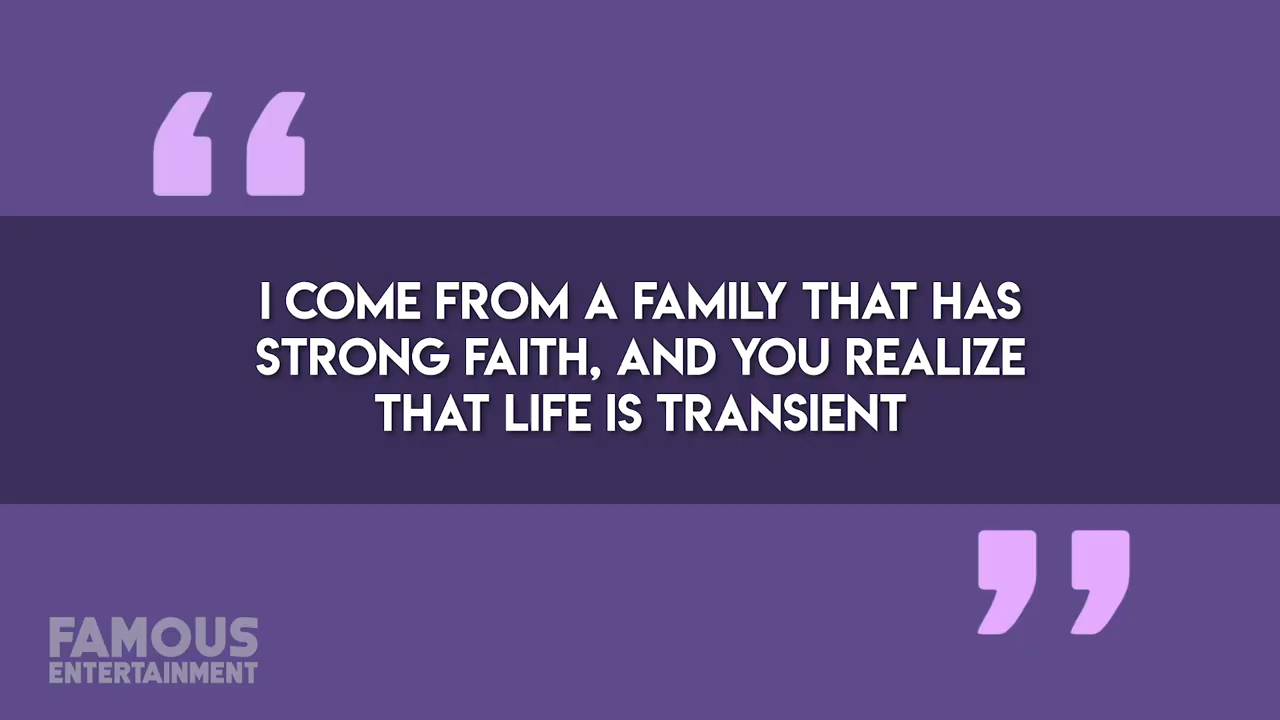 I COME FROM A FAMILY THAT HAS
STRONG FAITH, AND YOU REALIZE
THAT LIFE IS TRANSIENT
FAMOUS
ENTERTAINMENT